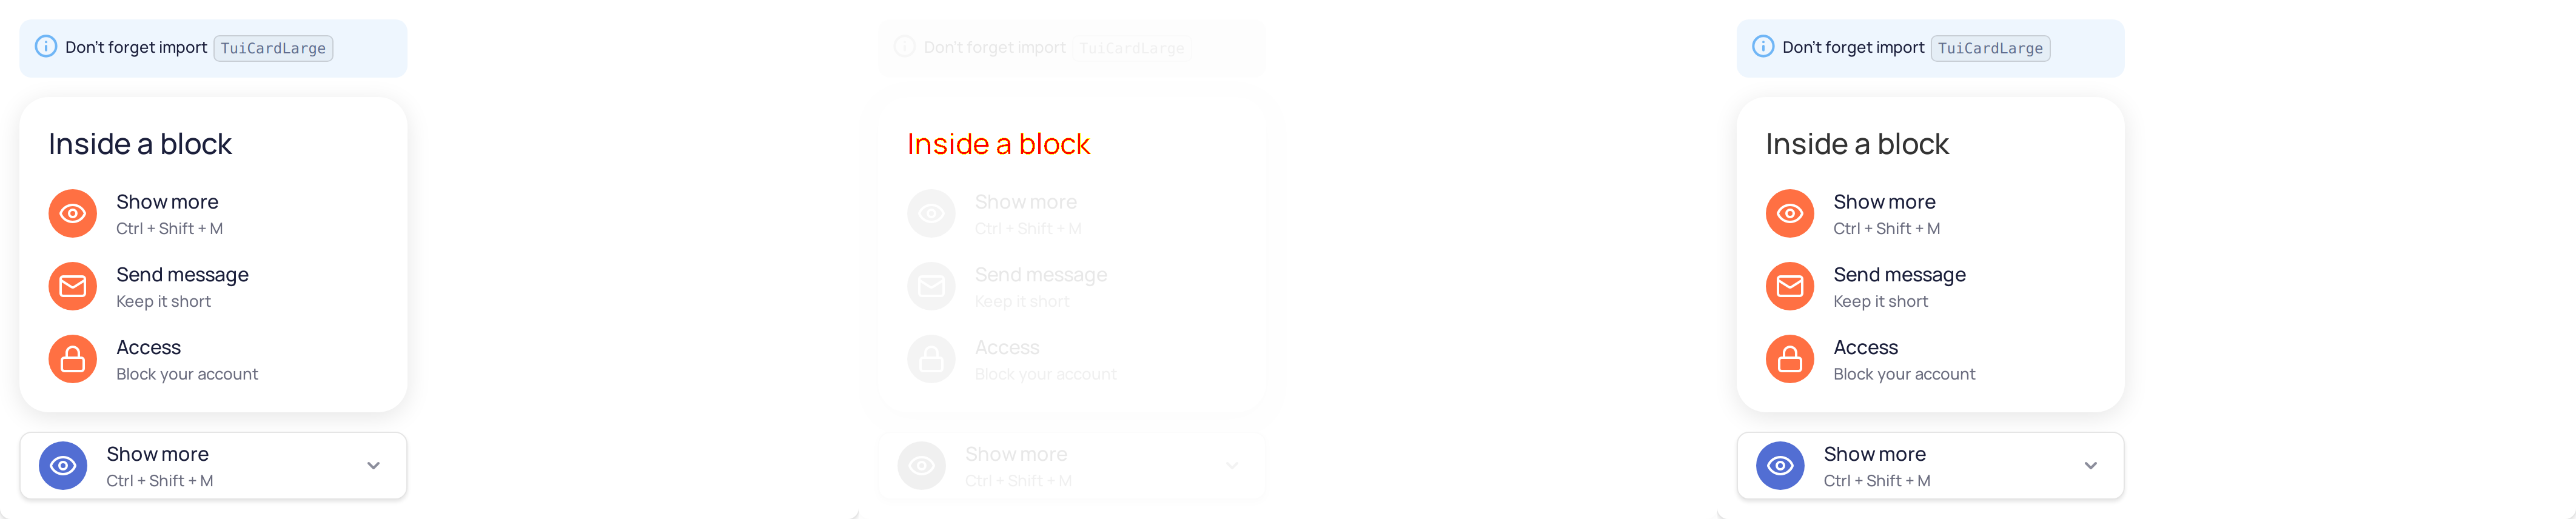 Don't forget import TuiCardLarge
Inside a block
Show more
Ctrl + Shift + M
Send message
Keep it short
Access
Block your account
Show more
Ctrl + Shift + M
Don't forget import TuiCardLarge
Inside a block
Show more
Ctrl + Shift + M
Send message
Keep it short
Access
Block your account
Show more
Ctrl + Shift + M
Don't forget import TuiCardLarge
Inside a block
Show more
Ctrl + Shift + M
Send message
Keep it short
Access
Block your account
Show more
Ctrl + Shift + M